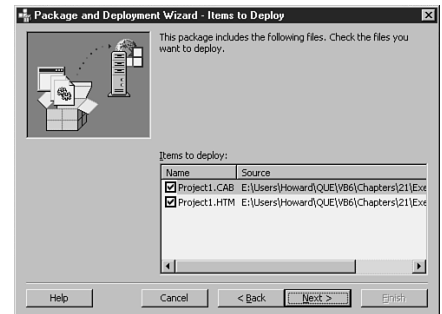 Package and Deployment Wizard - Items to Deploy
This package includes the following files. Check the files you
want to deploy.
Items to deploy:
Name Source
Project1.CAB E:\Users\Howard\QUE\VB6\Chapters\21\Exe
Project1.HTM E:\Users\Howard\QUE\VB6\Chapters\21\Exe
Help Cancel < Back Next > Finish